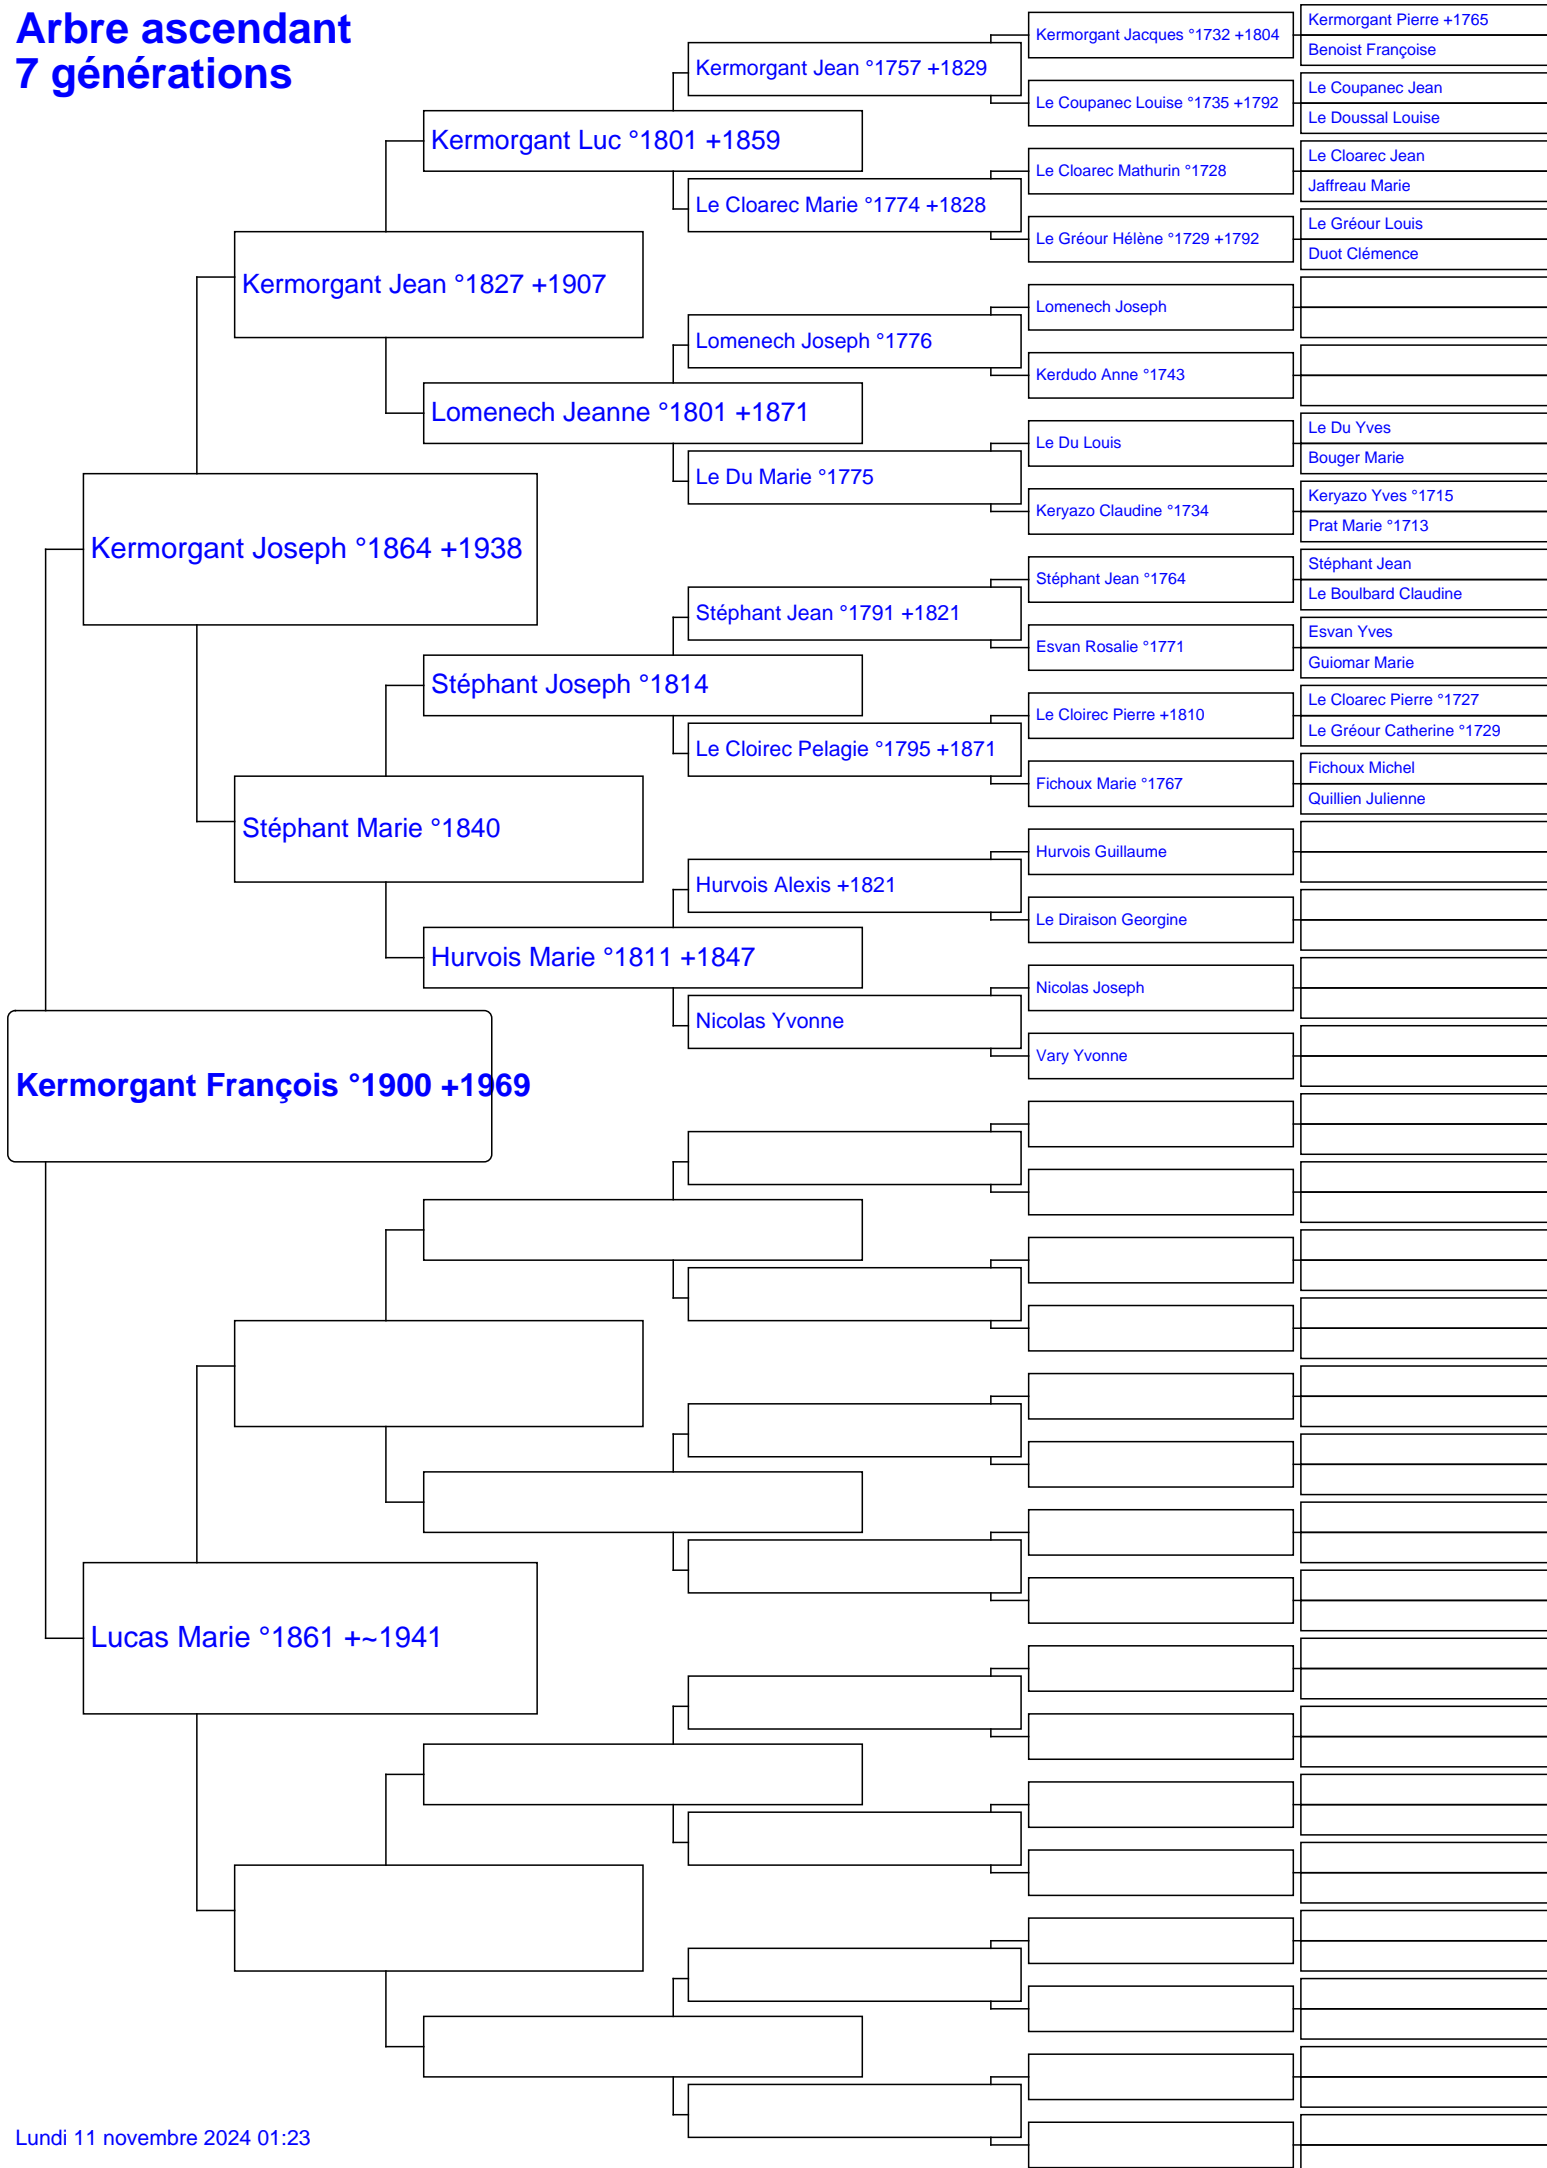 Arbre ascendant
7 générations
Kermorgant Pierre +1765
Kermorgant Jacques °1732 +1804
Benoist Françoise
Kermorgant Jean °1757 +1829
Le Coupanec Jean
Le Coupanec Louise °1735 +1792
Le Doussal Louise
Kermorgant Luc °1801 +1859
Le Cloarec Jean
Le Cloarec Mathurin °1728
Jaffreau Marie
Le Cloarec Marie °1774 +1828
Le Gréour Louis
Le Gréour Hélène °1729 +1792
Duot Clémence
Kermorgant Jean °1827 +1907
Lomenech Joseph
Lomenech Joseph °1776
Kerdudo Anne °1743
Lomenech Jeanne °1801 +1871
Le Du Yves
Le Du Louis
Bouger Marie
Le Du Marie °1775
Keryazo Yves °1715
Keryazo Claudine °1734
Prat Marie °1713
Kermorgant Joseph °1864 +1938
Stéphant Jean
Stéphant Jean °1764
Le Boulbard Claudine
Stéphant Jean °1791 +1821
Esvan Yves
Esvan Rosalie °1771
Guiomar Marie
Stéphant Joseph °1814
Le Cloarec Pierre °1727
Le Cloirec Pierre +1810
Le Gréour Catherine °1729
Le Cloirec Pelagie °1795 +1871
Fichoux Michel
Fichoux Marie °1767
Quillien Julienne
Stéphant Marie °1840
Hurvois Guillaume
Hurvois Alexis +1821
Le Diraison Georgine
Hurvois Marie °1811 +1847
Nicolas Joseph
Nicolas Yvonne
Vary Yvonne
Kermorgant François °1900 +1969
Lucas Marie °1861 +~1941
Lundi 11 novembre 2024 01:23